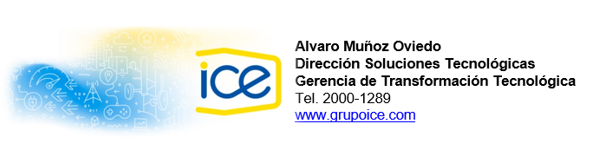 ice
Alvaro Muñoz Oviedo
Dirección Soluciones Tecnológicas
Gerencia de Transformación Tecnológica
Tel. 2000-1289
www.grupoice.com